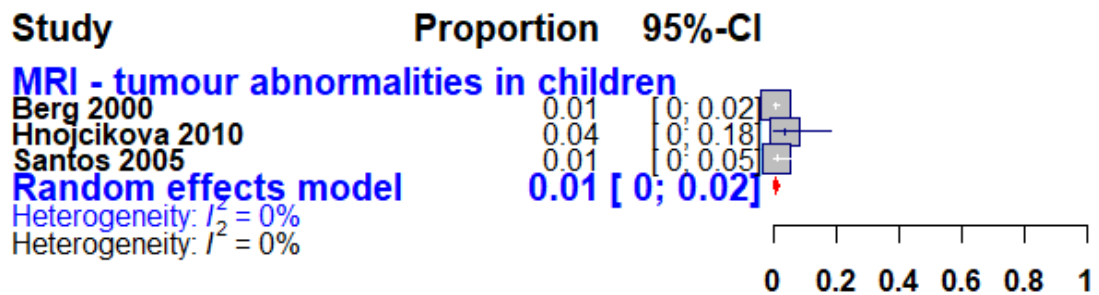 Study Proportion 95%-CI
MRI - tumour abnormalities in children
Berg 2000 0.01 [ 0; 0.02]
Hnojcikova 2010 0.04 [ 0; 0.18]
Santos 2005 0.01 [ 0; 0.05]
Random effects model 0.01 [ 0; 0.02]
Heterogeneity: I² = 0%
Heterogeneity: I² = 0%
0 0.2 0.4 0.6 0.8 1